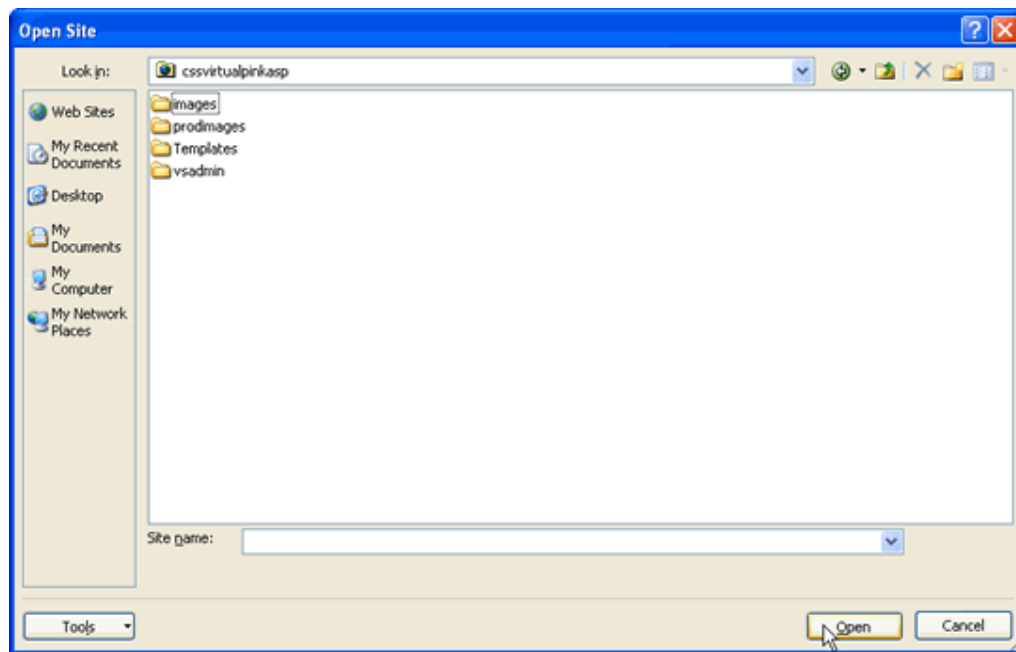 Open Site
Look in:
cssvirtualpinkasp
Web Sites
My Recent
Documents
Desktop
My
Documents
My
Computer
My Network
Places
images
prodimages
Templates
vsadmin
Site name:
Tools
Open
Cancel